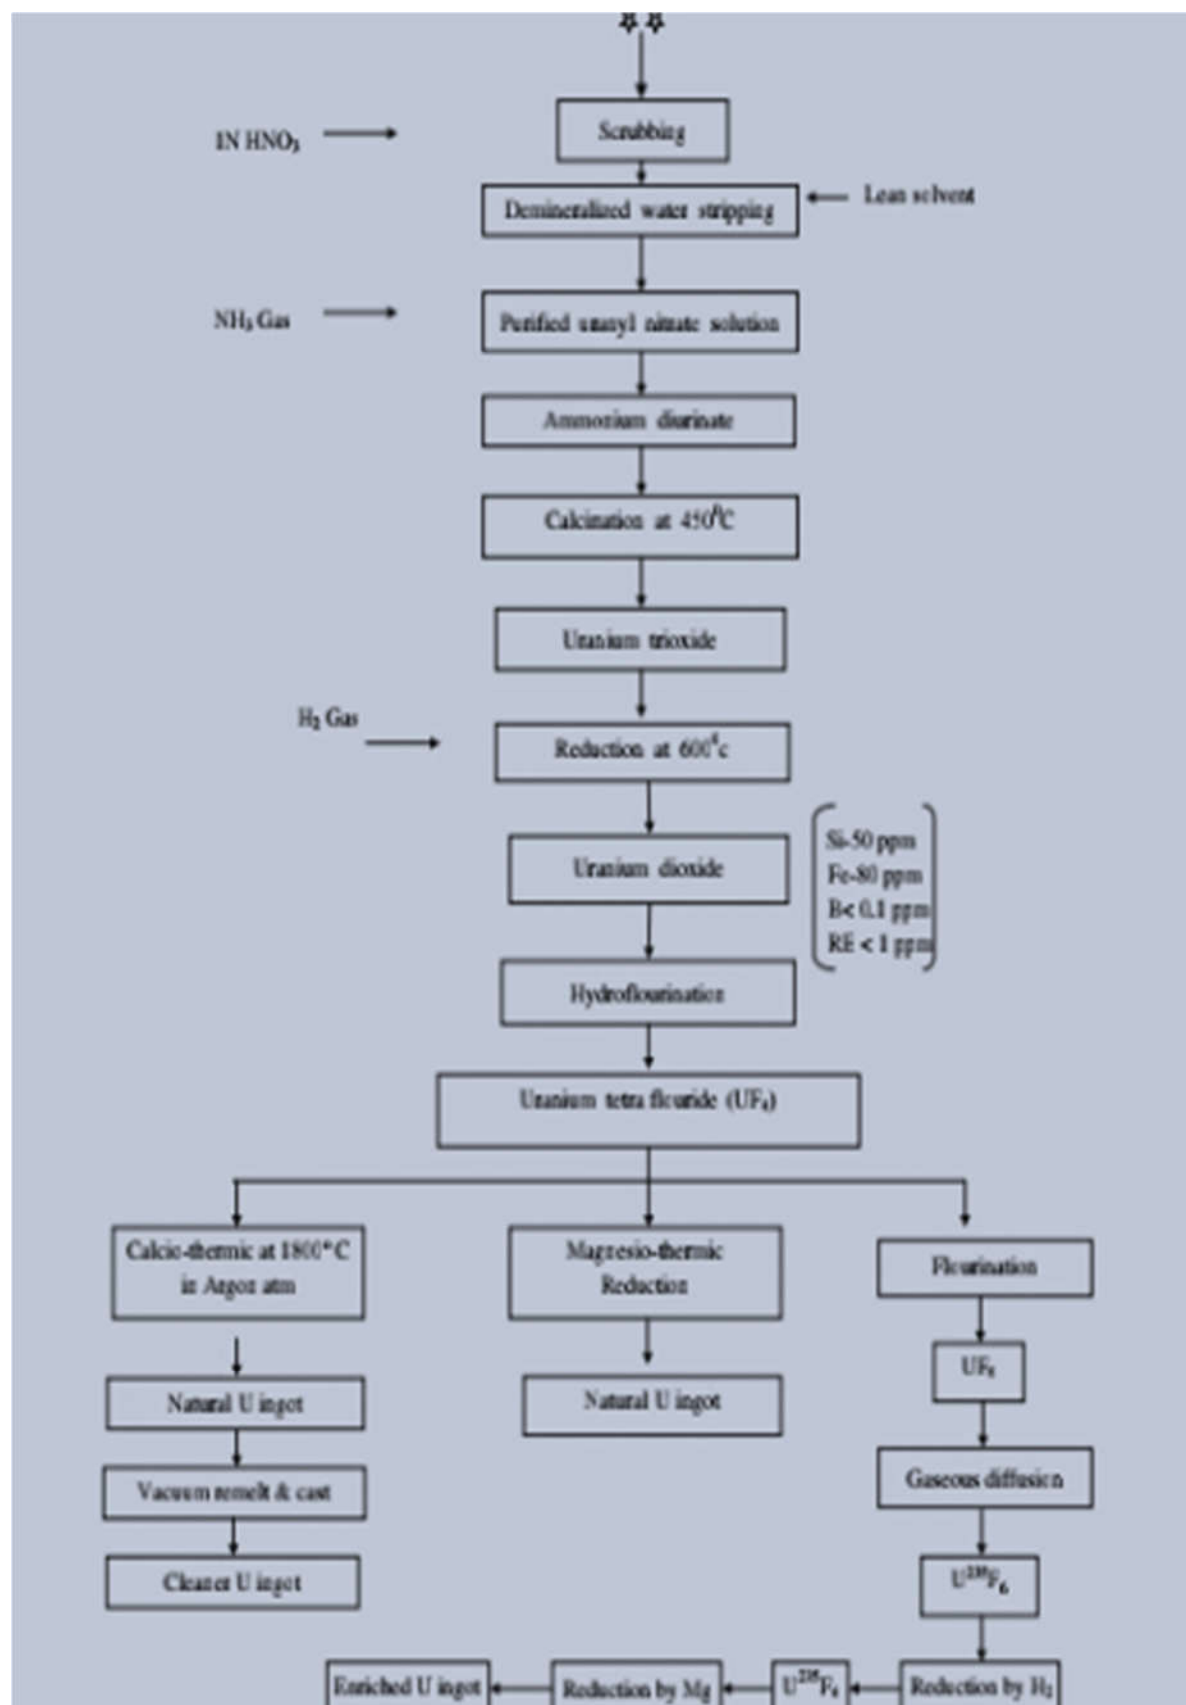 Scrubbing
1N HNO₃
Demineralized water stripping
Lean solvent
Purified uranyl nitrate solution
NH₃ Gas
Ammonium diurinate
Calcination at 450⁰C
Uranium trioxide
H₂ Gas
Reduction at 600°c
Uranium dioxide
Si-50 ppm
Fe-80 ppm
B< 0.1 ppm
RE < 1 ppm
Hydroflourination
Uranium tetra flouride (UF₄)
Calcio-thermic at 1800°C
in Argon atm
Magnesio-thermic
Reduction
Flourination
Natural U ingot
Natural U ingot
UF₆
Vacuum remelt & cast
Gaseous diffusion
Cleaner U ingot
U²³⁵F₆
Enriched U ingot
Reduction by Mg
U²³⁵F₄
Reduction by H₂